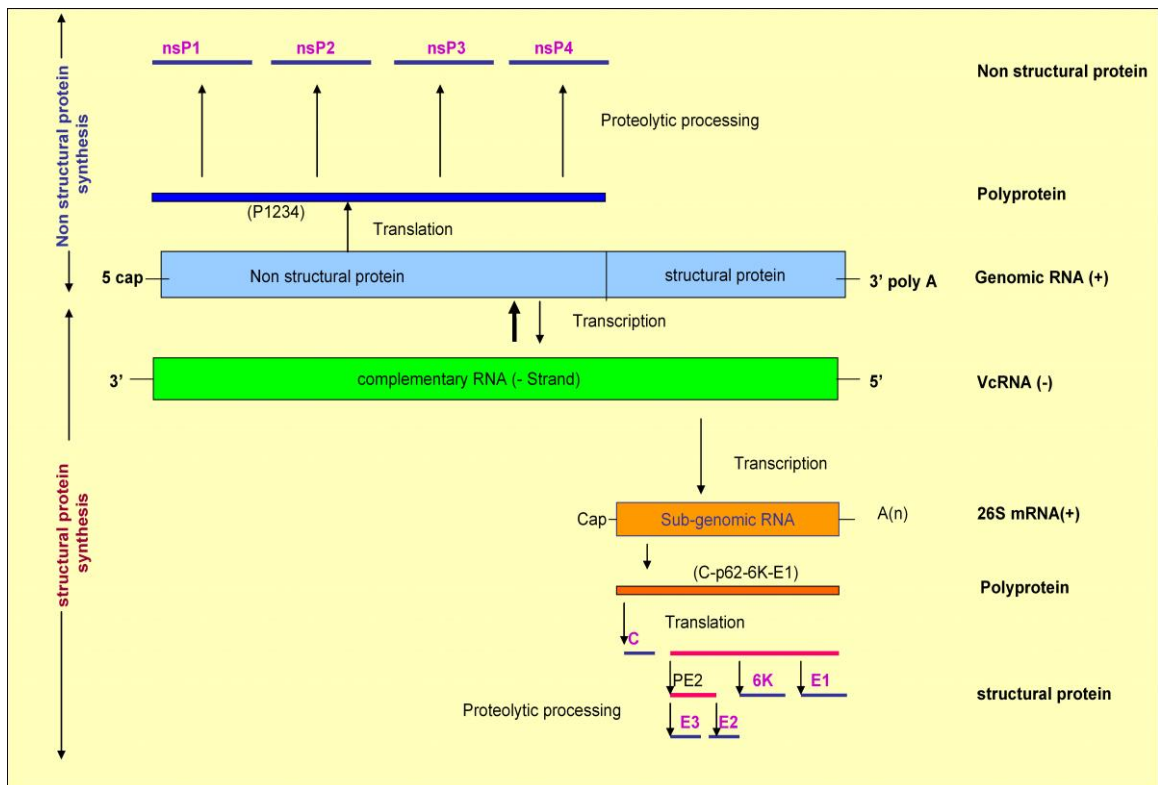 nsP1 nsP2 nsP3 nsP4
Non structural protein
Proteolytic processing
Non structural protein
synthesis
Polyprotein
(P1234)
Translation
5 cap
Non structural protein
structural protein
3’ poly A
Genomic RNA (+)
Transcription
3’
complementary RNA (- Strand)
5’
VcRNA (-)
Transcription
structural protein
synthesis
Cap
Sub-genomic RNA
A(n)
26S mRNA(+)
(C-p62-6K-E1)
Polyprotein
Translation
C
PE2
6K
E1
structural protein
Proteolytic processing
E3
E2